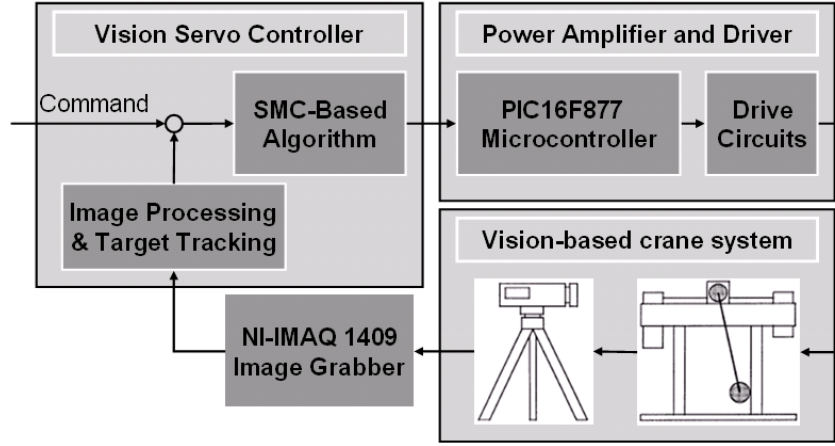 Vision Servo Controller
Power Amplifier and Driver
Command
SMC-Based
Algorithm
PIC16F877
Microcontroller
Drive
Circuits
Image Processing
& Target Tracking
Vision-based crane system
NI-IMAQ 1409
Image Grabber